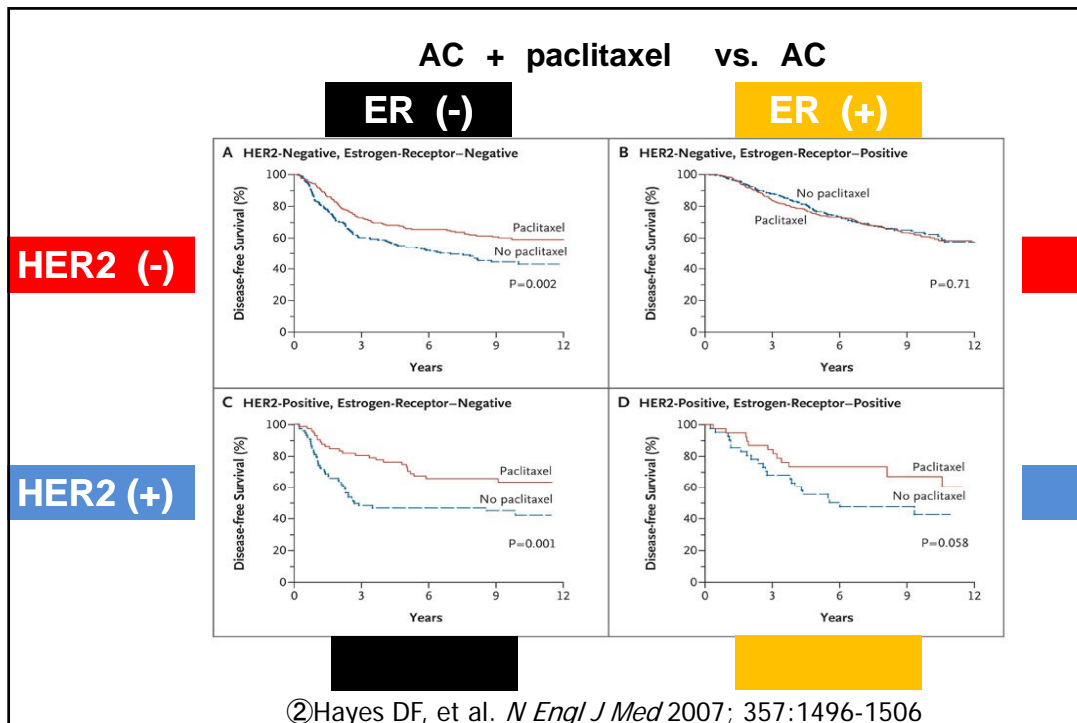 AC + paclitaxel vs. AC
ER (-)
ER (+)
HER2 (-)
HER2 (+)
A HER2-Negative, Estrogen-Receptor–Negative
Disease-free Survival (%)
100
80
60
40
20
0
Paclitaxel
No paclitaxel
P=0.002
0 3 6 9 12
Years
B HER2-Negative, Estrogen-Receptor–Positive
Disease-free Survival (%)
100
80
60
40
20
0
No paclitaxel
Paclitaxel
P=0.71
0 3 6 9 12
Years
C HER2-Positive, Estrogen-Receptor–Negative
Disease-free Survival (%)
100
80
60
40
20
0
Paclitaxel
No paclitaxel
P=0.001
0 3 6 9 12
Years
D HER2-Positive, Estrogen-Receptor–Positive
Disease-free Survival (%)
100
80
60
40
20
0
Paclitaxel
No paclitaxel
P=0.058
0 3 6 9 12
Years
②Hayes DF, et al. N Engl J Med 2007; 357:1496-1506